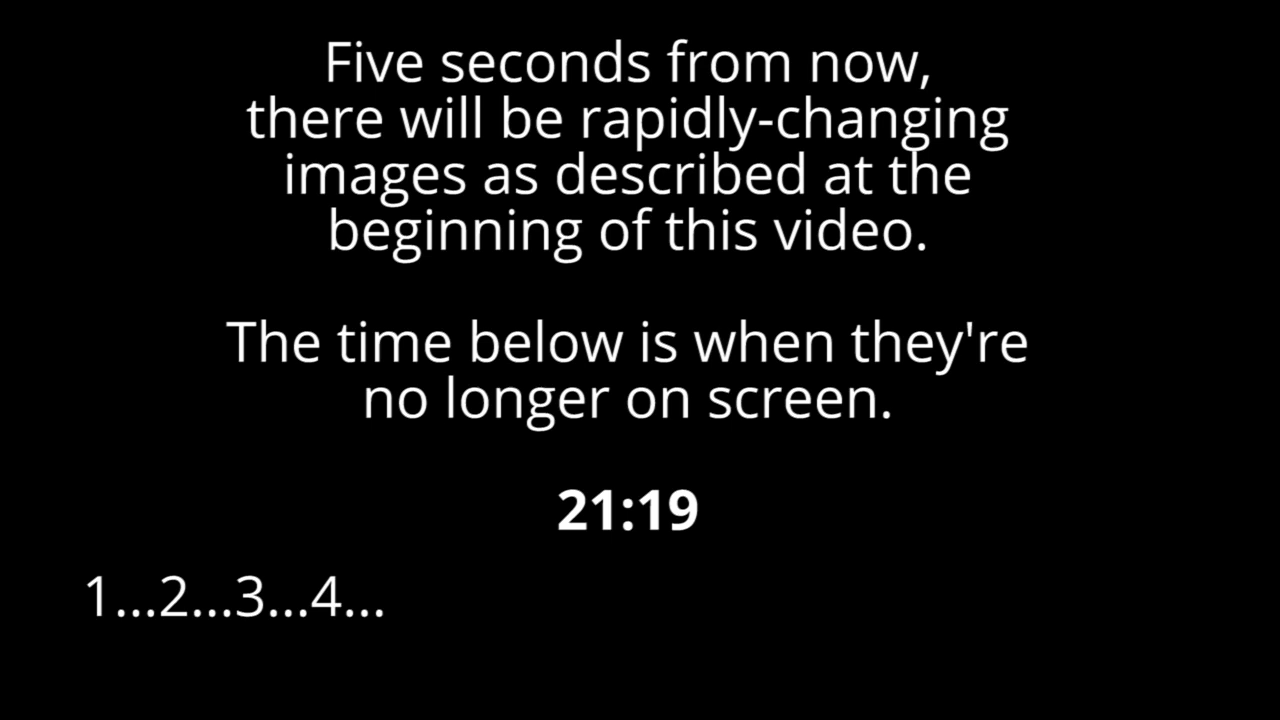 Five seconds from now,
there will be rapidly-changing
images as described at the
beginning of this video.
The time below is when they're
no longer on screen.
21:19
1...2...3...4...